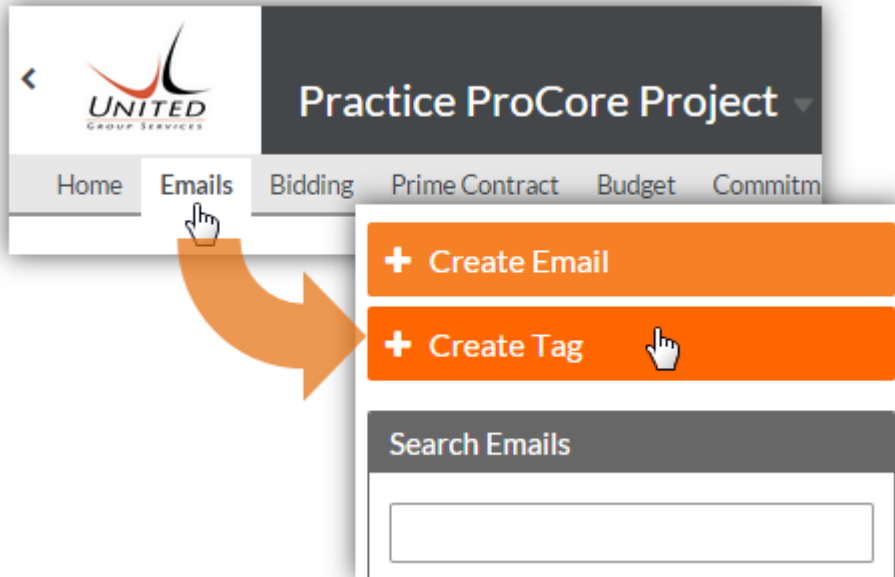 UNITED
GROUP SERVICES
Practice ProCore Project
Home Emails Bidding Prime Contract Budget Commitm
+ Create Email
+ Create Tag
Search Emails